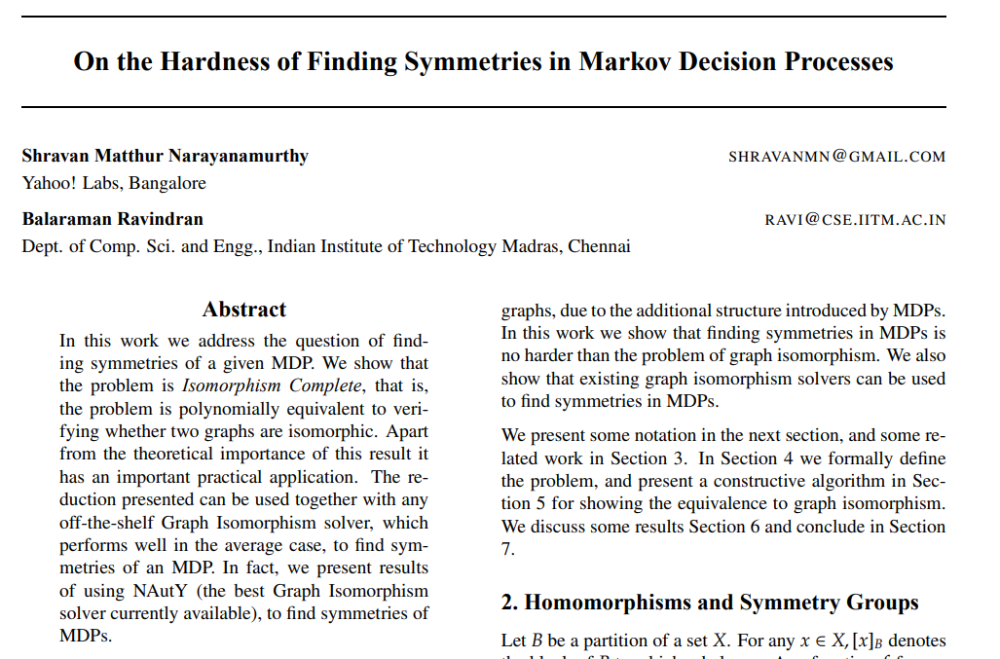 On the Hardness of Finding Symmetries in Markov Decision Processes
Shravan Matthur Narayanamurthy SHRAVANMN@GMAIL.COM
Yahoo! Labs, Bangalore
Balaraman Ravindran RAVI@CSE.IITM.AC.IN
Dept. of Comp. Sci. and Engg., Indian Institute of Technology Madras, Chennai
Abstract
In this work we address the question of find-
ing symmetries of a given MDP. We show that
the problem is Isomorphism Complete, that is,
the problem is polynomially equivalent to veri-
fying whether two graphs are isomorphic. Apart
from the theoretical importance of this result it
has an important practical application. The re-
duction presented can be used together with any
off-the-shelf Graph Isomorphism solver, which
performs well in the average case, to find sym-
metries of an MDP. In fact, we present results
of using NAutY (the best Graph Isomorphism
solver currently available), to find symmetries of
MDPs.
graphs, due to the additional structure introduced by MDPs.
In this work we show that finding symmetries in MDPs is
no harder than the problem of graph isomorphism. We also
show that existing graph isomorphism solvers can be used
to find symmetries in MDPs.
We present some notation in the next section, and some re-
lated work in Section 3. In Section 4 we formally define
the problem, and present a constructive algorithm in Sec-
tion 5 for showing the equivalence to graph isomorphism.
We discuss some results Section 6 and conclude in Section
7.
2. Homomorphisms and Symmetry Groups
Let B be a partition of a set X. For any x ∈ X, [x]B denotes